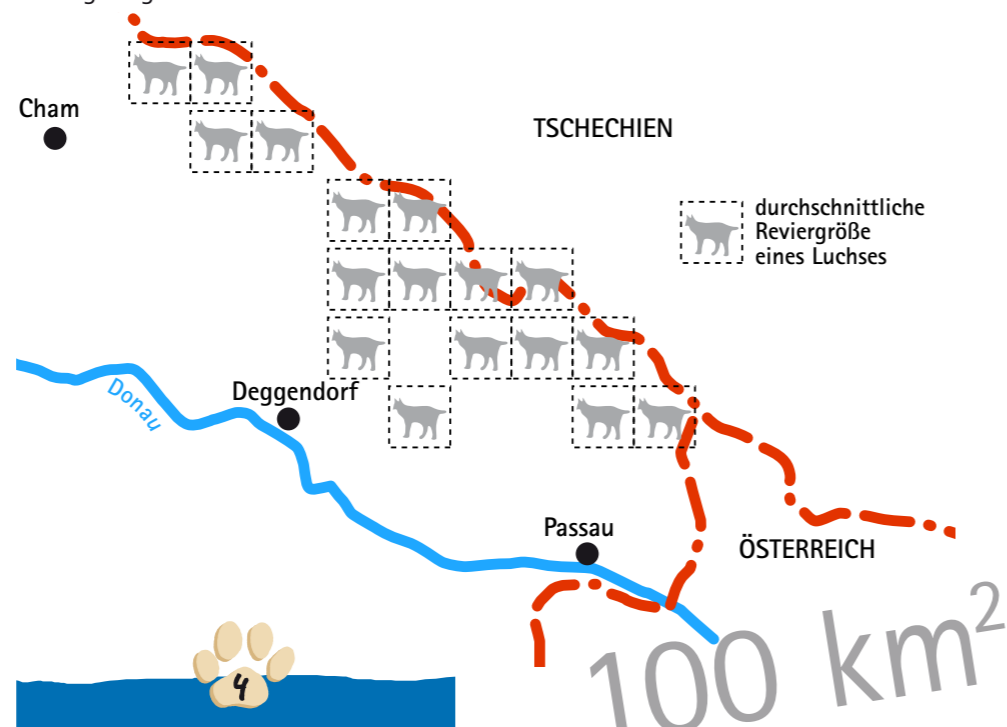 Cham
TSCHECHIEN
durchschnittliche
Reviergröße
eines Luchses
Deggendorf
Donau
Passau
ÖSTERREICH
100 km²
4